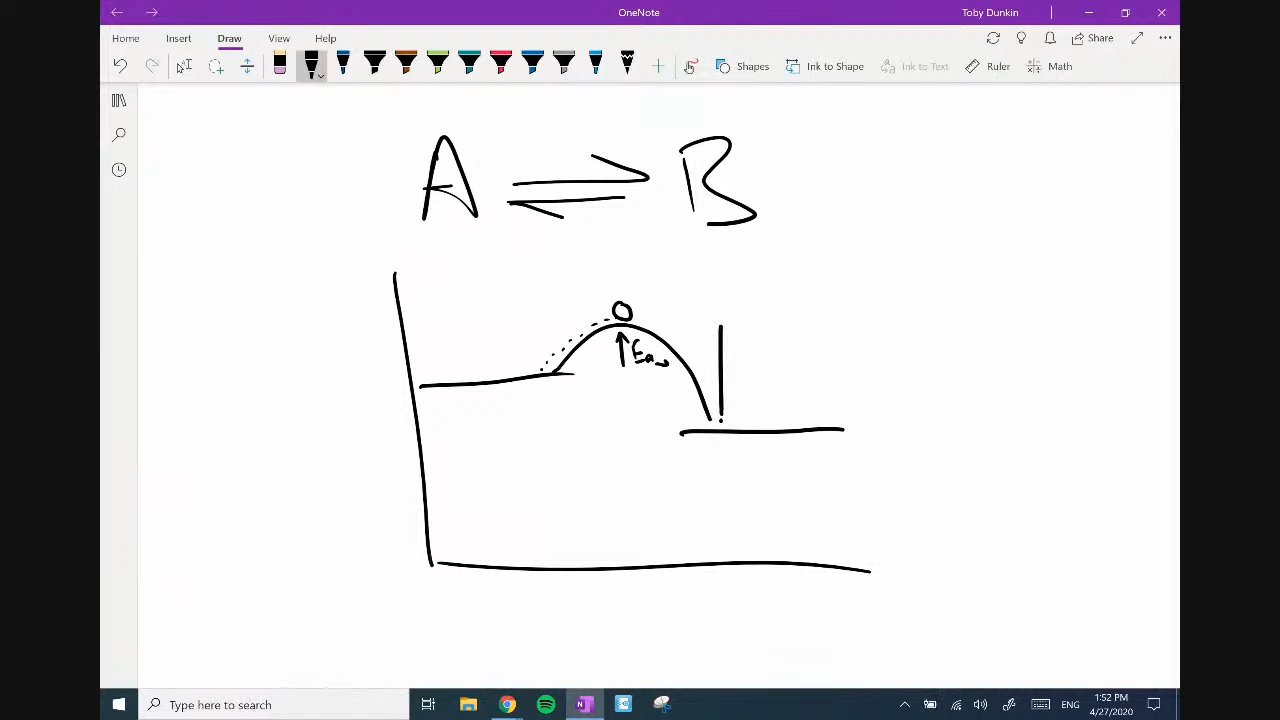 OneNote
Toby Dunkin
Home Insert Draw View Help
Share
Shapes Ink to Shape Ink to Text Ruler Math
A ⇌ B
Ea
Type here to search
ENG
1:52 PM
4/27/2020